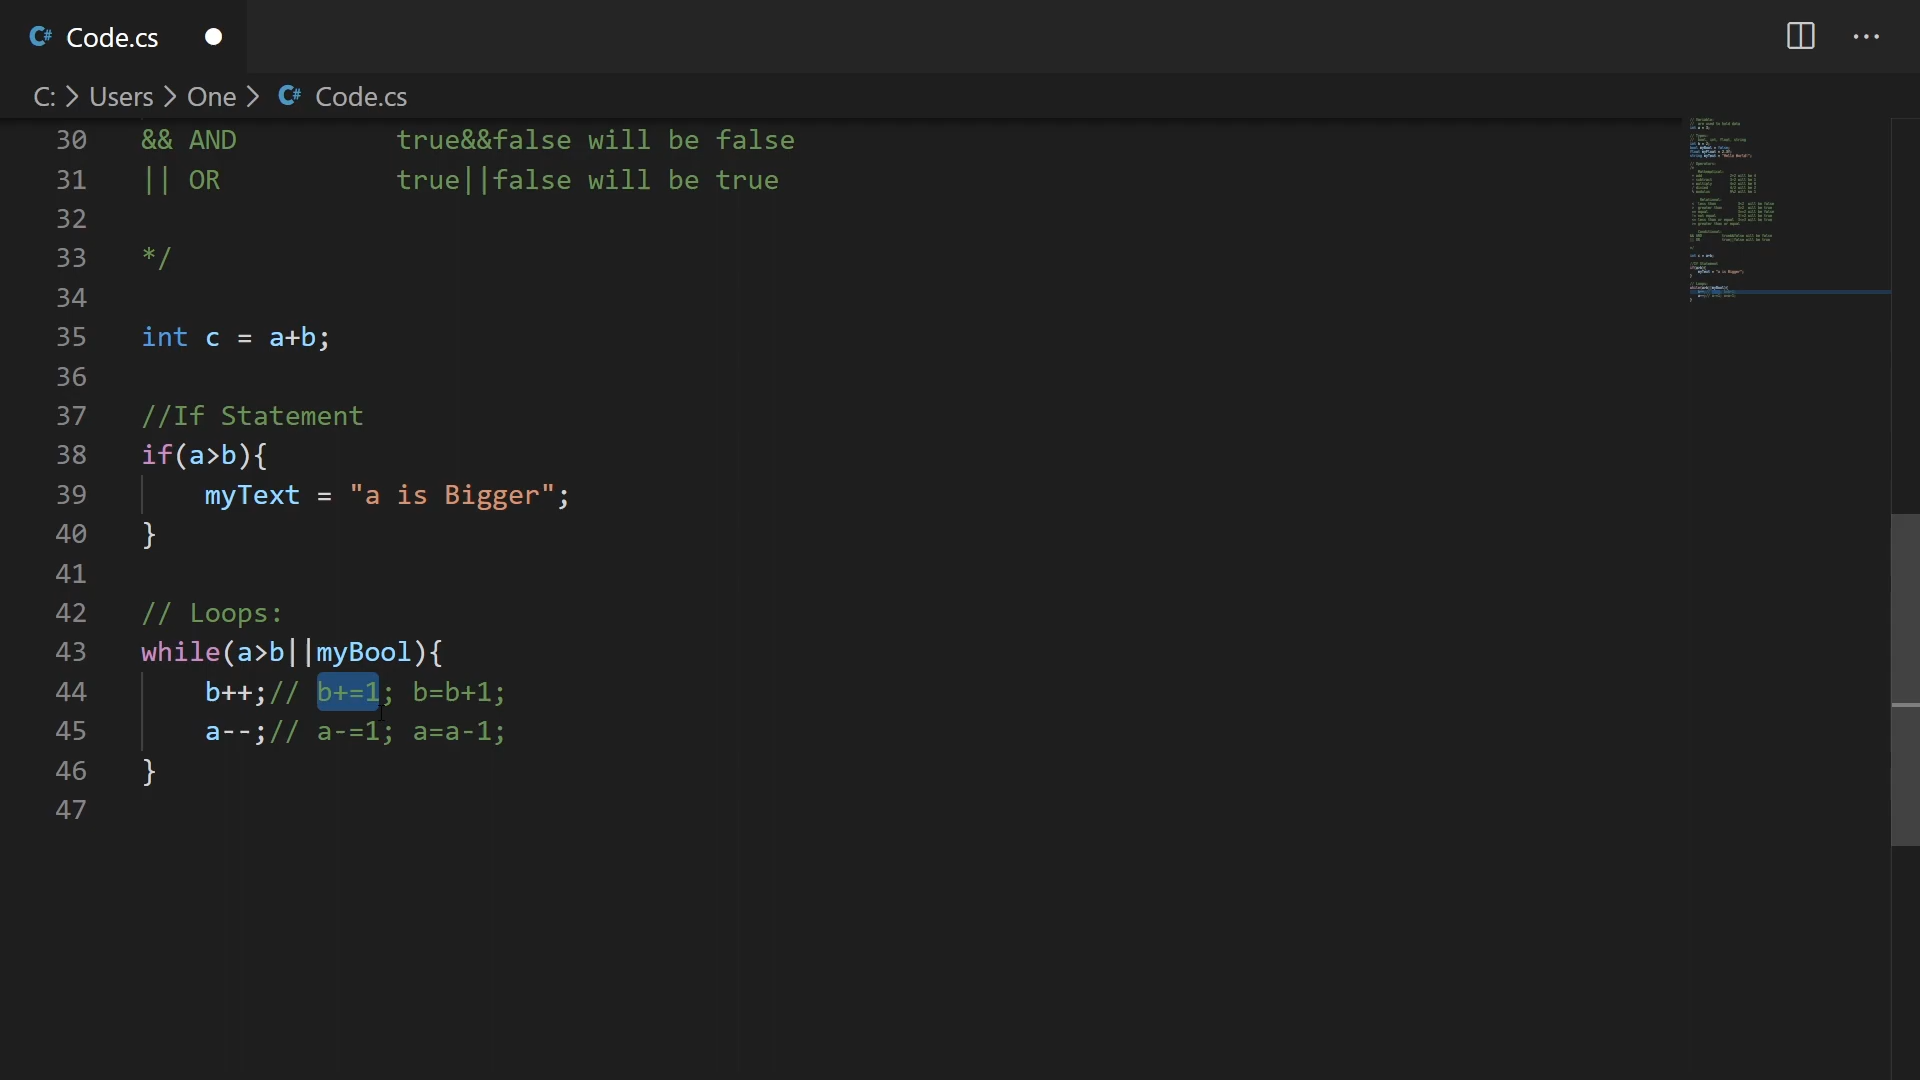 C# Code.cs
C: > Users > One > C# Code.cs
30 && AND true&&false will be false
31 || OR true||false will be true
32
33 */
34
35 int c = a+b;
36
37 //If Statement
38 if(a>b){
39 myText = "a is Bigger";
40 }
41
42 // Loops:
43 while(a>b||myBool){
44 b++;// b+=1; b=b+1;
45 a--;// a-=1; a=a-1;
46 }
47